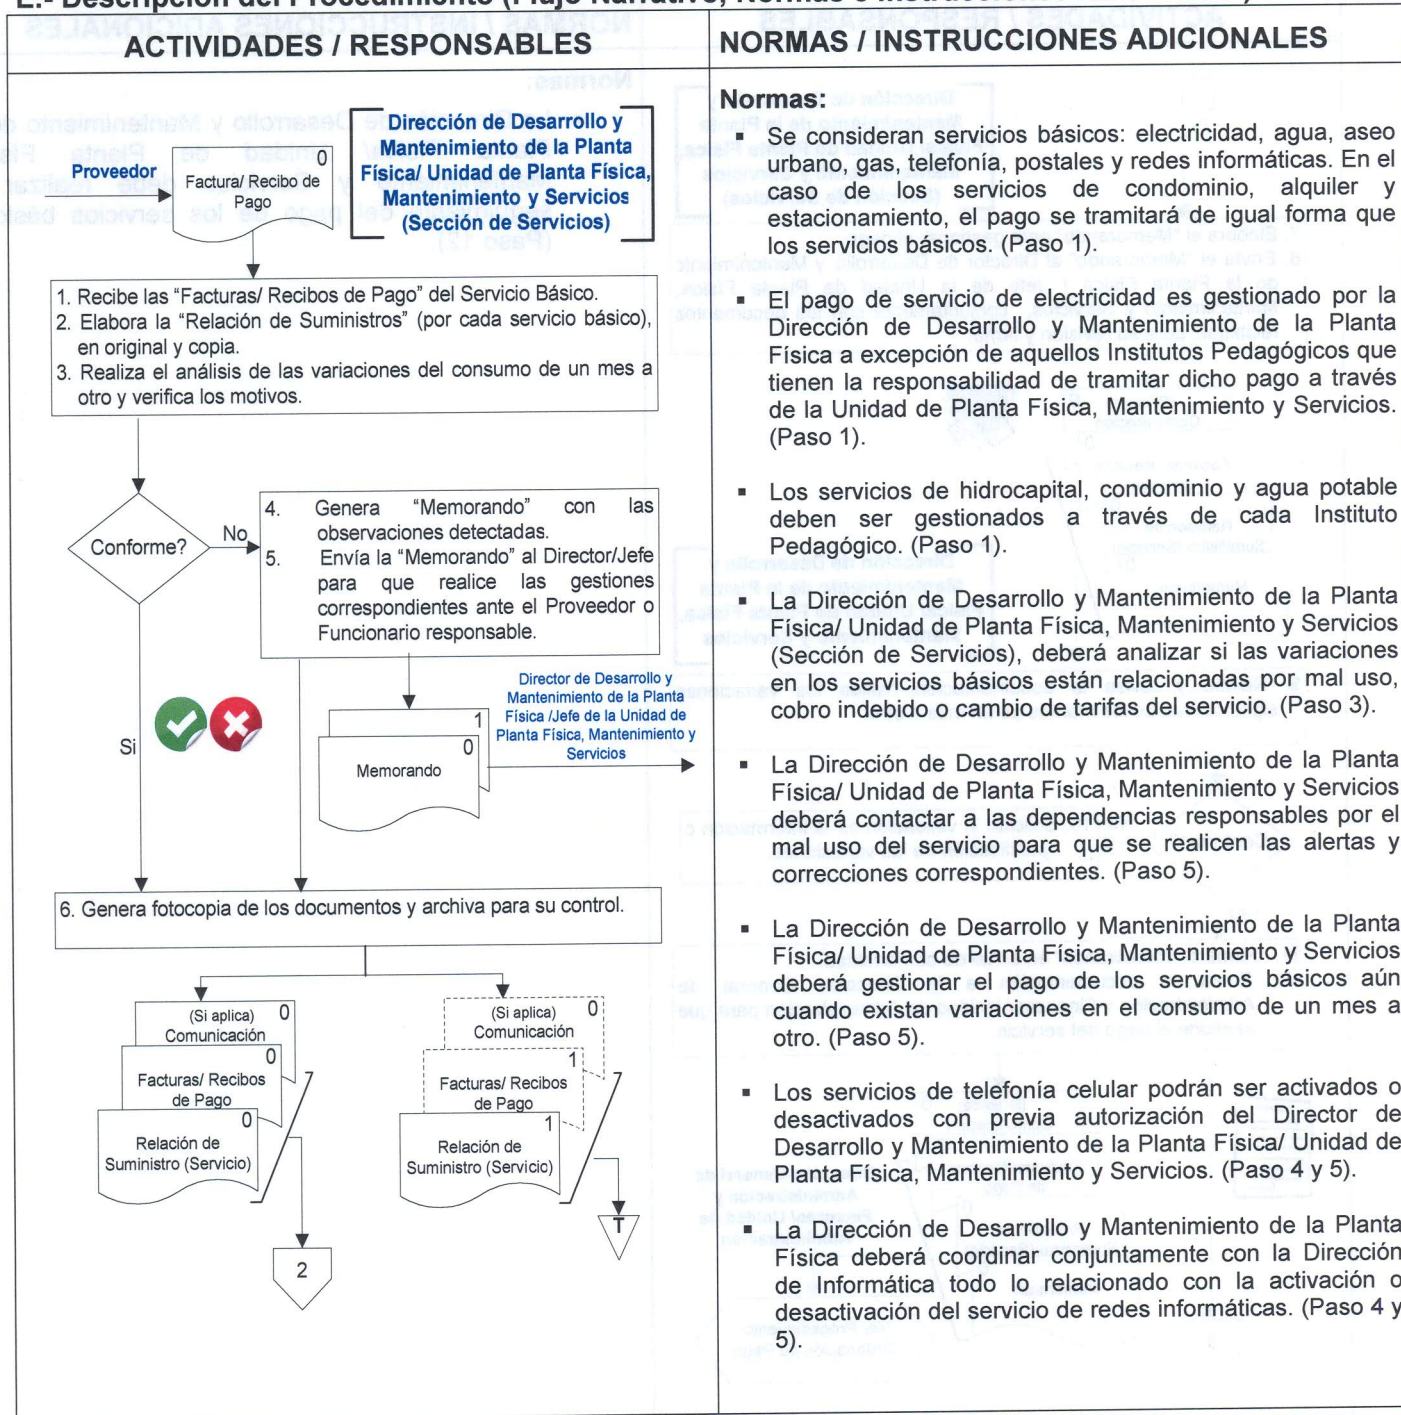 ACTIVIDADES / RESPONSABLES
NORMAS / INSTRUCCIONES ADICIONALES
Proveedor
0
Factura/ Recibo de
Pago
Dirección de Desarrollo y
Mantenimiento de la Planta
Física/ Unidad de Planta Física,
Mantenimiento y Servicios
(Sección de Servicios)
1. Recibe las “Facturas/ Recibos de Pago” del Servicio Básico.
2. Elabora la “Relación de Suministros” (por cada servicio básico),
en original y copia.
3. Realiza el análisis de las variaciones del consumo de un mes a
otro y verifica los motivos.
Conforme?
No
Si
4. Genera “Memorando” con las
observaciones detectadas.
5. Envía la “Memorando” al Director/Jefe
para que realice las gestiones
correspondientes ante el Proveedor o
Funcionario responsable.
1
0
Memorando
Director de Desarrollo y
Mantenimiento de la Planta
Física /Jefe de la Unidad de
Planta Física, Mantenimiento y
Servicios
6. Genera fotocopia de los documentos y archiva para su control.
(Si aplica) 0
Comunicación
0
Facturas/ Recibos
de Pago
0
Relación de
Suministro (Servicio)
2
(Si aplica) 0
Comunicación
1
Facturas/ Recibos
de Pago
1
Relación de
Suministro (Servicio)
T
Normas:
▪ Se consideran servicios básicos: electricidad, agua, aseo
urbano, gas, telefonía, postales y redes informáticas. En el
caso de los servicios de condominio, alquiler y
estacionamiento, el pago se tramitará de igual forma que
los servicios básicos. (Paso 1).
▪ El pago de servicio de electricidad es gestionado por la
Dirección de Desarrollo y Mantenimiento de la Planta
Física a excepción de aquellos Institutos Pedagógicos que
tienen la responsabilidad de tramitar dicho pago a través
de la Unidad de Planta Física, Mantenimiento y Servicios.
(Paso 1).
▪ Los servicios de hidrocapital, condominio y agua potable
deben ser gestionados a través de cada Instituto
Pedagógico. (Paso 1).
▪ La Dirección de Desarrollo y Mantenimiento de la Planta
Física/ Unidad de Planta Física, Mantenimiento y Servicios
(Sección de Servicios), deberá analizar si las variaciones
en los servicios básicos están relacionadas por mal uso,
cobro indebido o cambio de tarifas del servicio. (Paso 3).
▪ La Dirección de Desarrollo y Mantenimiento de la Planta
Física/ Unidad de Planta Física, Mantenimiento y Servicios
deberá contactar a las dependencias responsables por el
mal uso del servicio para que se realicen las alertas y
correcciones correspondientes. (Paso 5).
▪ La Dirección de Desarrollo y Mantenimiento de la Planta
Física/ Unidad de Planta Física, Mantenimiento y Servicios
deberá gestionar el pago de los servicios básicos aún
cuando existan variaciones en el consumo de un mes a
otro. (Paso 5).
▪ Los servicios de telefonía celular podrán ser activados o
desactivados con previa autorización del Director de
Desarrollo y Mantenimiento de la Planta Física/ Unidad de
Planta Física, Mantenimiento y Servicios. (Paso 4 y 5).
▪ La Dirección de Desarrollo y Mantenimiento de la Planta
Física deberá coordinar conjuntamente con la Dirección
de Informática todo lo relacionado con la activación o
desactivación del servicio de redes informáticas. (Paso 4 y
5).